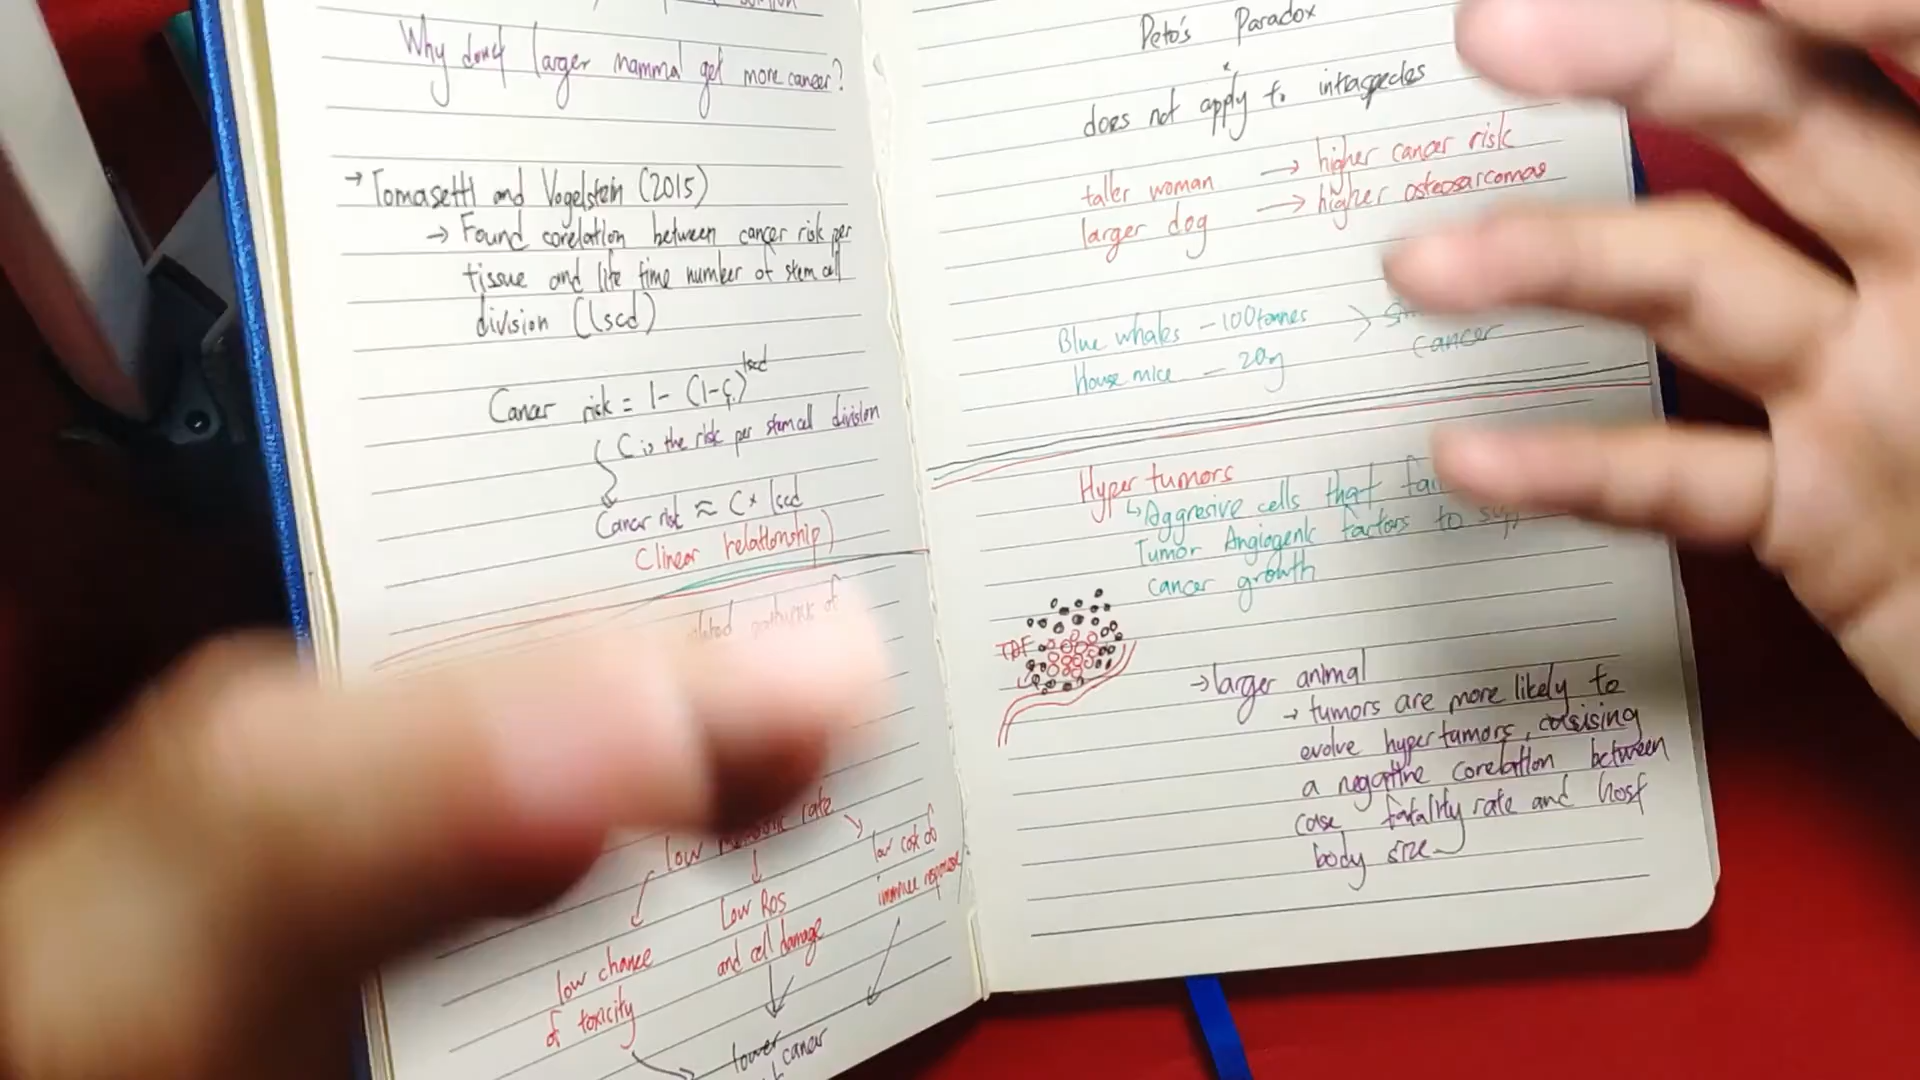 Why don't larger mammal get more cancer?
→ Tomasetti and Vogelstein (2015)
→ Found corelation between cancer risk per
tissue and life time number of stem cell
division (lscd)
Cancer risk = 1 - (1-c)^lscd
C is the risk per stem cell division
Cancer risk ≈ C × lscd
(linear relationship)
low rate
low chance
of toxicity
Low ROS
and cell damage
low cost of
immune response
lower cancer
Peto's Paradox
does not apply to intraspecies
taller woman → higher cancer risk
larger dog → higher osteosarcomas
Blue whales - 100 tonnes
House mice - 20g
cancer
Hyper tumors
↳ Aggresive cells that
Tumor Angiogenic factors to
cancer growth
→ larger animal
→ tumors are more likely to
evolve hypertumors,
a negative corelation between
case fatality rate and host
body size